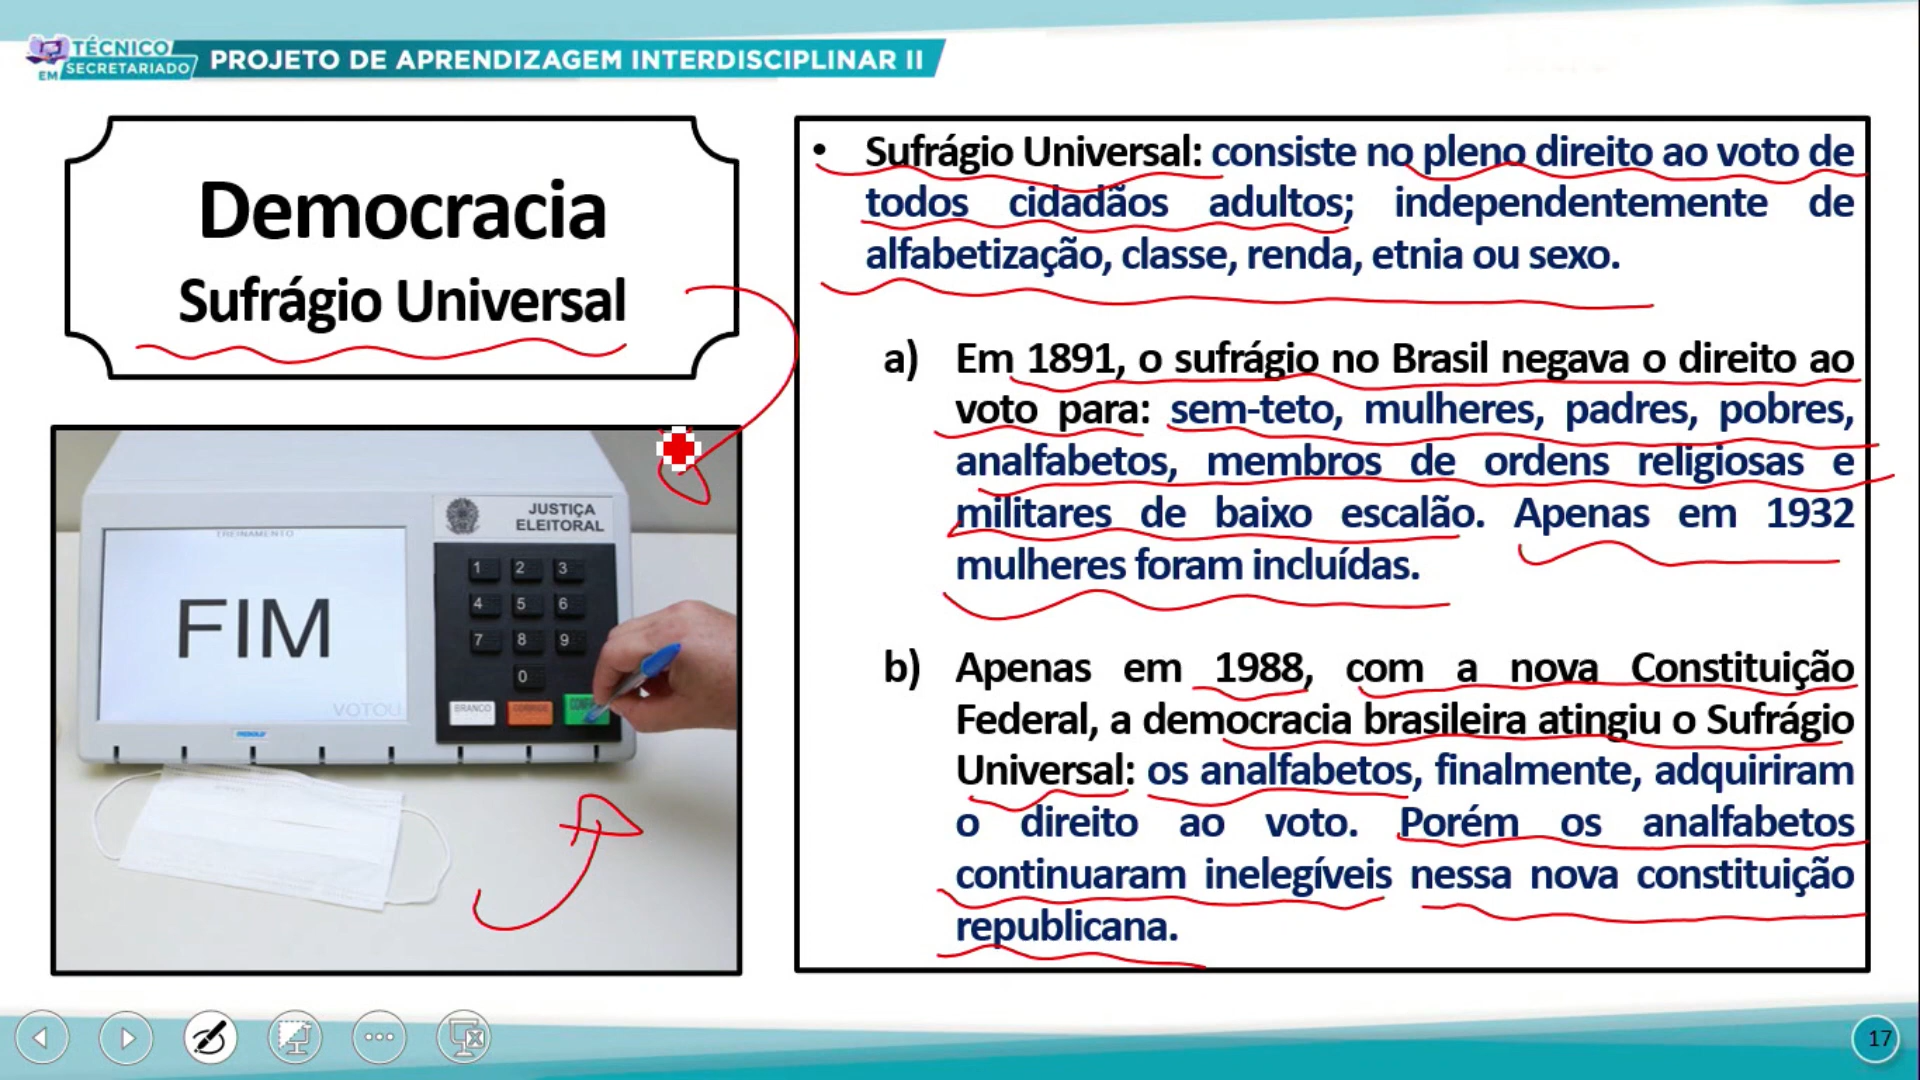 TÉCNICO
EM SECRETARIADO
PROJETO DE APRENDIZAGEM INTERDISCIPLINAR II
Democracia
Sufrágio Universal
TREINAMENTO
FIM
VOTOU
JUSTIÇA
ELEITORAL
1 2 3
4 5 6
7 8 9
0
BRANCO CORRIGE
• Sufrágio Universal: consiste no pleno direito ao voto de
todos cidadãos adultos; independentemente de
alfabetização, classe, renda, etnia ou sexo.
a) Em 1891, o sufrágio no Brasil negava o direito ao
voto para: sem-teto, mulheres, padres, pobres,
analfabetos, membros de ordens religiosas e
militares de baixo escalão. Apenas em 1932
mulheres foram incluídas.
b) Apenas em 1988, com a nova Constituição
Federal, a democracia brasileira atingiu o Sufrágio
Universal: os analfabetos, finalmente, adquiriram
o direito ao voto. Porém os analfabetos
continuaram inelegíveis nessa nova constituição
republicana.
17